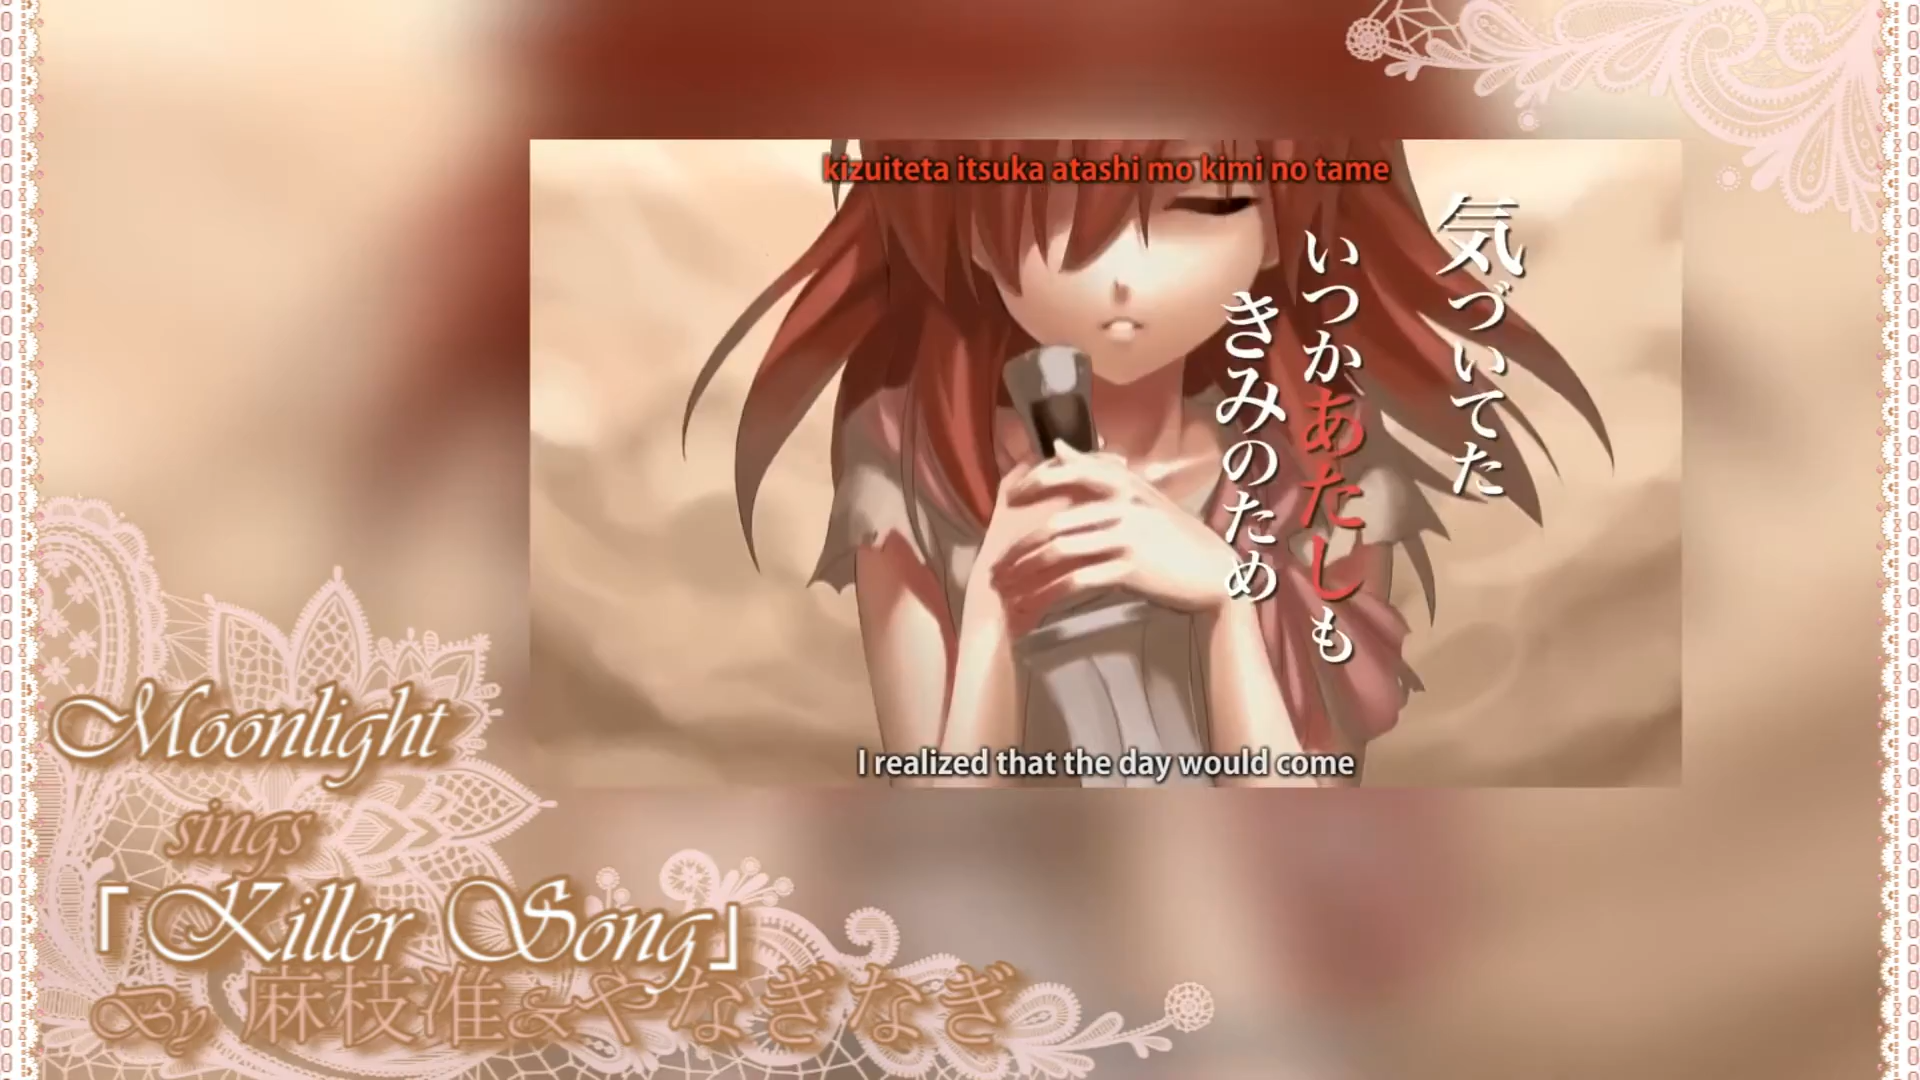 kizuiteta itsuka atashi mo kimi no tame
気づいてた
いつかあたしも
きみのため
I realized that the day would come
Moonlight
sings
「Killer Song」
By 麻枝准&やなぎなぎ